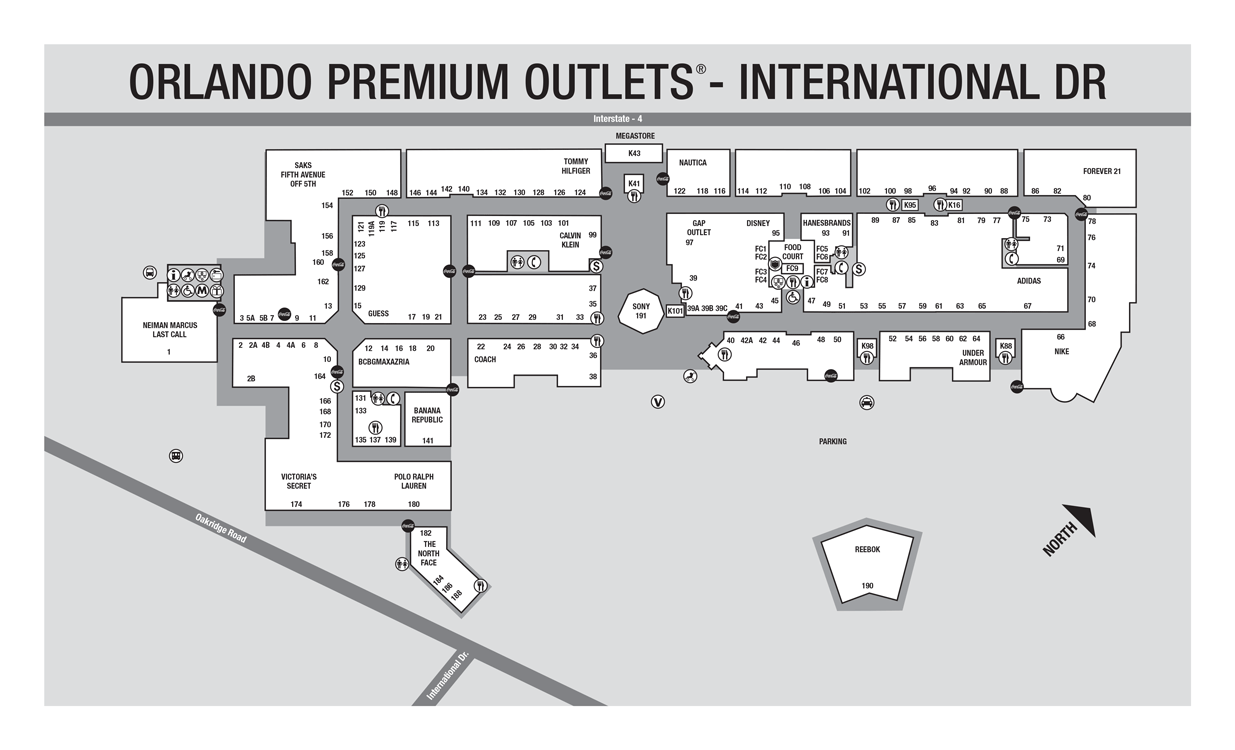 ORLANDO PREMIUM OUTLETS® - INTERNATIONAL DR
Interstate - 4
MEGASTORE
K43
SAKS
FIFTH AVENUE
OFF 5TH
152 150 148
TOMMY
HILFIGER
146 144 142 140 134 132 130 128 126 124
K41
NAUTICA
122 118 116
114 112 110 108 106 104
102 100 98 96 94 92 90 88
K95
K16
FOREVER 21
86 82
80
154
156
158
160
162
13
121 119A 119 117 115 113
123
125
127
129
15
GUESS
17 19 21
111 109 107 105 103 101
CALVIN
KLEIN
99
S
37
35
23 25 27 29 31 33
GAP
OUTLET
97
DISNEY
95
39
39A 39B 39C 41 43 45
K101
SONY
191
FOOD
COURT
FC1
FC2
FC9
FC3
FC4
FC5
FC6
FC7
FC8
HANESBRANDS
93 91
S
47 49 51 53 55 57 59 61 63 65 67
89 87 85 83 81 79 77
75 73
71
69
ADIDAS
78
76
74
70
68
66
NIKE
M
NEIMAN MARCUS
LAST CALL
1
3 5A 5B 7 9 11
2 2A 4B 4 4A 6 8
10
2B
164
S
166
168
170
172
12 14 16 18 20
BCBGMAXAZRIA
131
133
135 137 139
BANANA
REPUBLIC
141
22 24 26 28 30 32 34
COACH
36
38
40 42A 42 44 46 48 50
K98
52 54 56 58 60 62 64
UNDER
ARMOUR
K88
V
PARKING
VICTORIA'S
SECRET
174 176 178 180
POLO RALPH
LAUREN
182
THE
NORTH
FACE
184
186
188
REEBOK
190
NORTH
Oakridge Road
International Dr.